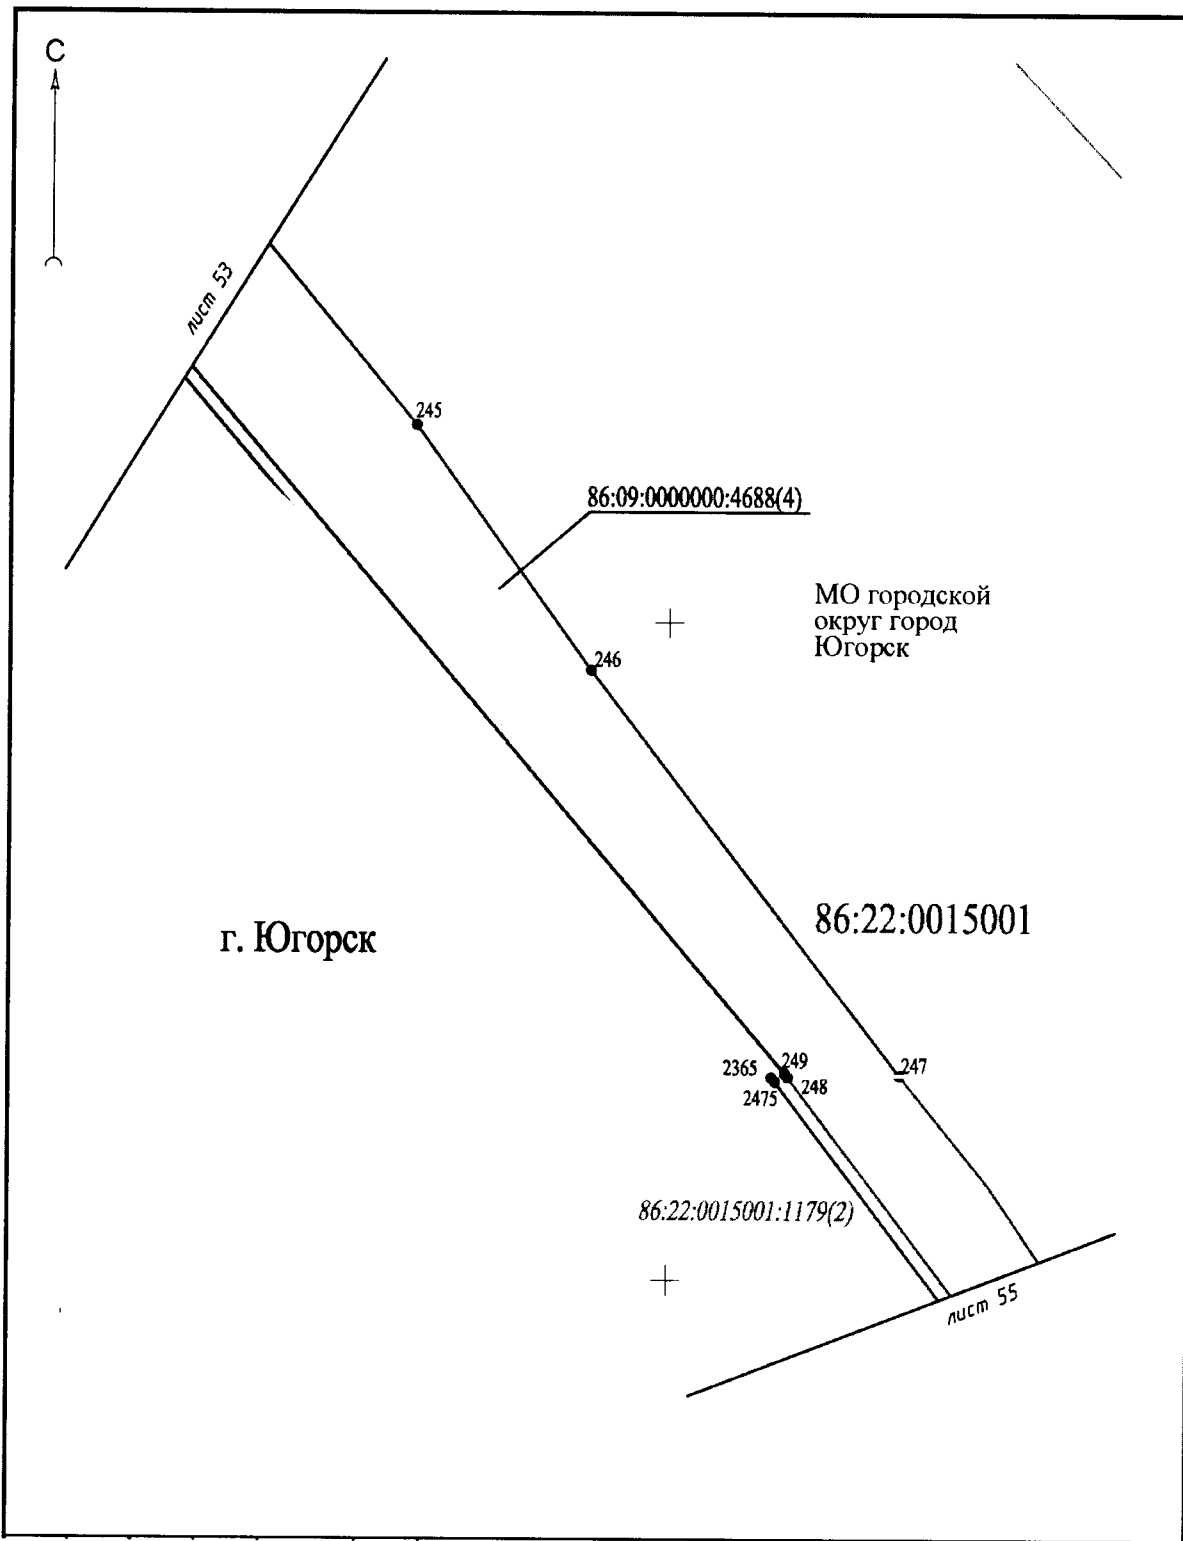 С
лист 53
245
86:09:0000000:4688(4)
МО городской
округ город
Югорск
246
86:22:0015001
г. Югорск
249
2365
247
248
2475
86:22:0015001:1179(2)
лист 55